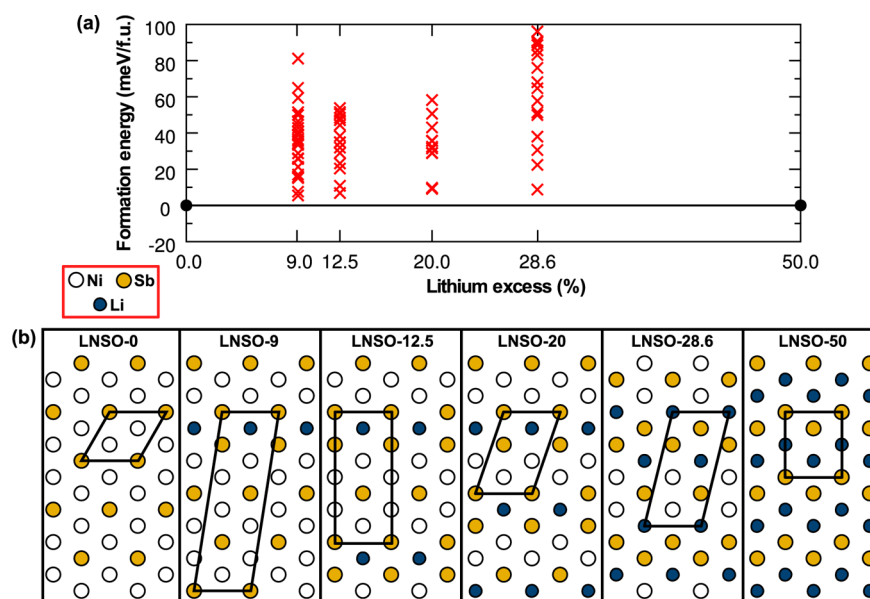 (a)
Formation energy (meV/f.u.)
100
80
60
40
20
0
-20
0.0 9.0 12.5 20.0 28.6 50.0
Lithium excess (%)
Ni Sb
Li
(b)
LNSO-0 LNSO-9 LNSO-12.5 LNSO-20 LNSO-28.6 LNSO-50